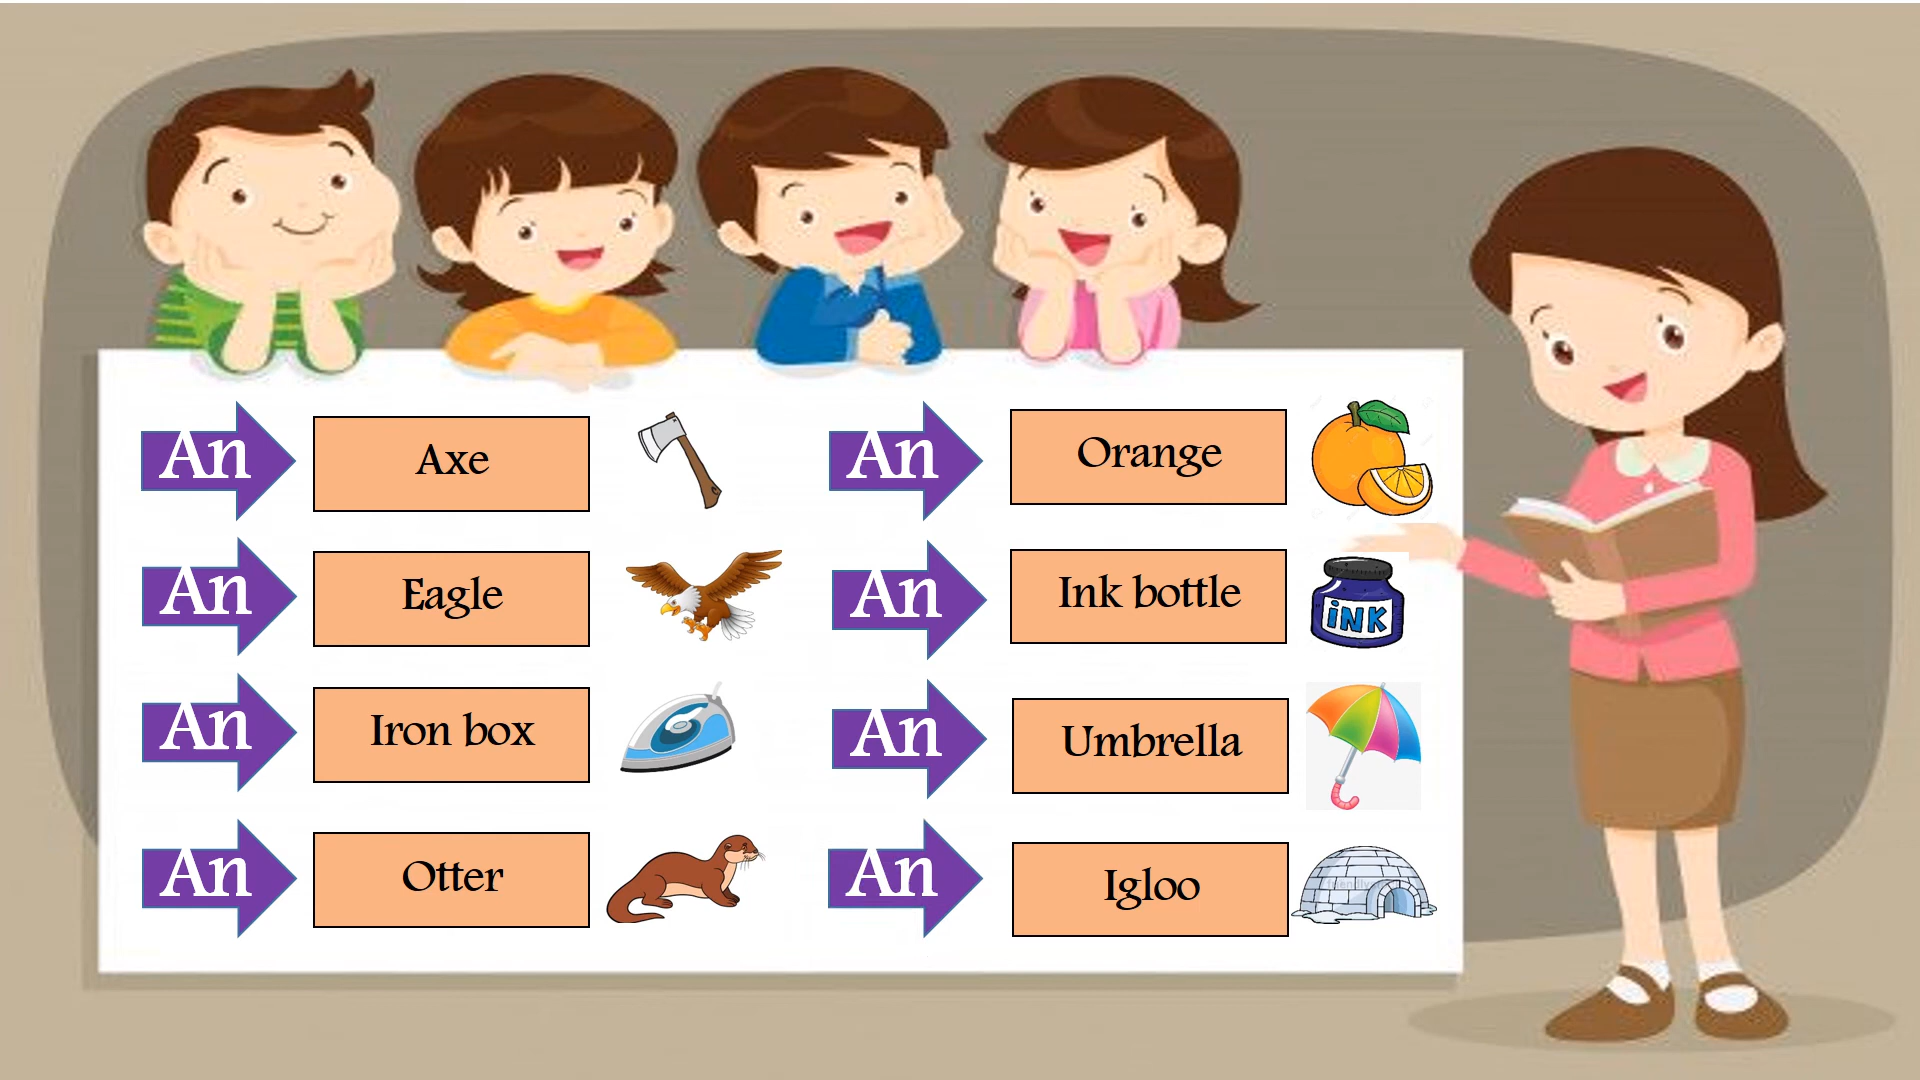 An Axe
An Eagle
An Iron box
An Otter
An Orange
An Ink bottle
iNK
An Umbrella
An Igloo